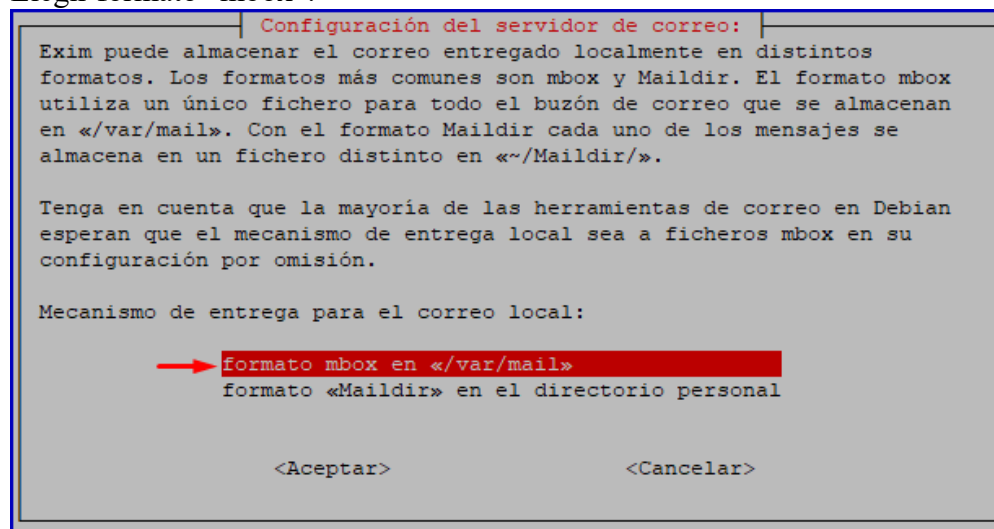 Configuración del servidor de correo:
Exim puede almacenar el correo entregado localmente en distintos
formatos. Los formatos más comunes son mbox y Maildir. El formato mbox
utiliza un único fichero para todo el buzón de correo que se almacenan
en «/var/mail». Con el formato Maildir cada uno de los mensajes se
almacena en un fichero distinto en «~/Maildir/».
Tenga en cuenta que la mayoría de las herramientas de correo en Debian
esperan que el mecanismo de entrega local sea a ficheros mbox en su
configuración por omisión.
Mecanismo de entrega para el correo local:
formato mbox en «/var/mail»
formato «Maildir» en el directorio personal
<Aceptar> <Cancelar>